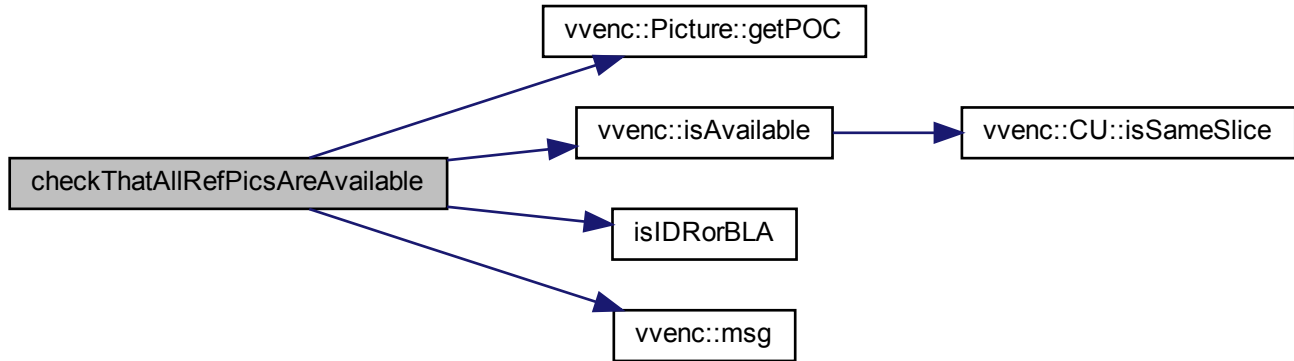 vvenc::Picture::getPOC
vvenc::isAvailable
vvenc::CU::isSameSlice
checkThatAllRefPicsAreAvailable
isIDRorBLA
vvenc::msg